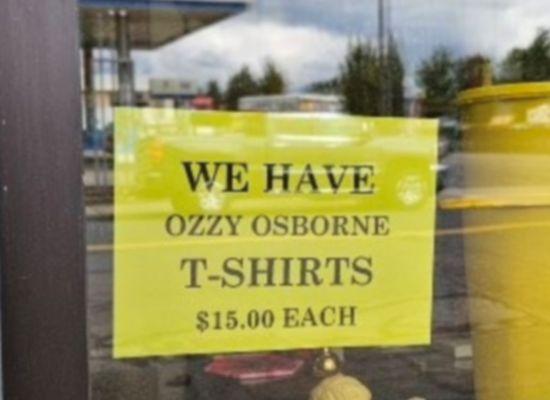 WE HAVE
OZZY OSBORNE
T-SHIRTS
$15.00 EACH